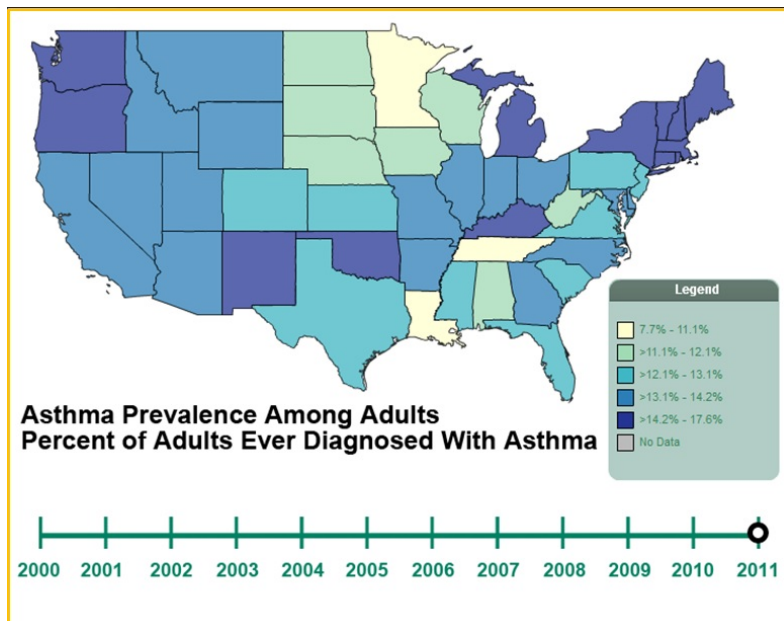 Legend
7.7% - 11.1%
>11.1% - 12.1%
>12.1% - 13.1%
>13.1% - 14.2%
>14.2% - 17.6%
No Data
Asthma Prevalence Among Adults
Percent of Adults Ever Diagnosed With Asthma
2000 2001 2002 2003 2004 2005 2006 2007 2008 2009 2010 2011